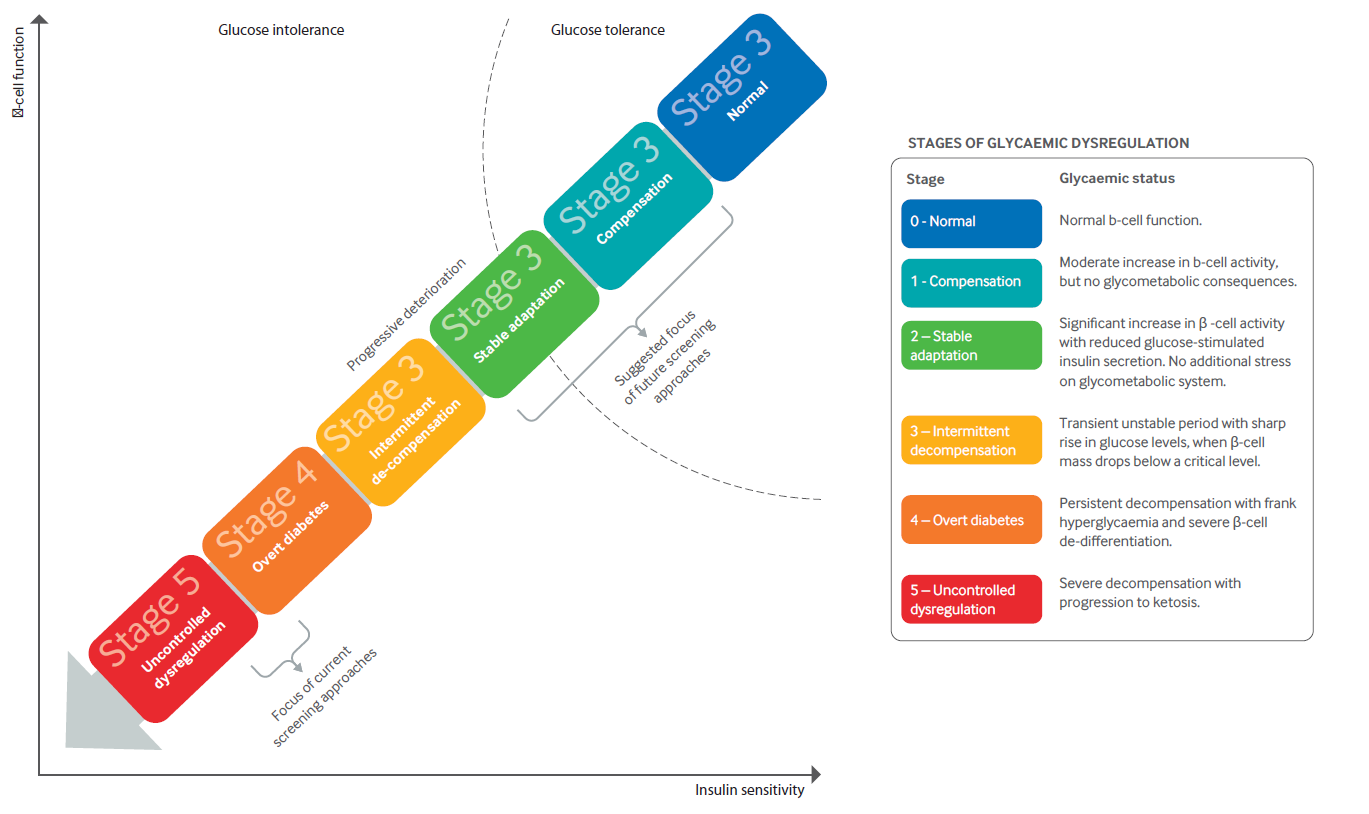 Glucose intolerance
Glucose tolerance
-cell function
Stage 3
Normal
Stage 3
Compensation
Stage 3
Stable adaptation
Stage 3
Intermittent
de-compensation
Stage 4
Overt diabetes
Stage 5
Uncontrolled
dysregulation
Progressive deterioration
Suggested focus
of future screening
approaches
Focus of current
screening approaches
Insulin sensitivity
STAGES OF GLYCAEMIC DYSREGULATION
Stage
Glycaemic status
0 - Normal
Normal b-cell function.
1 - Compensation
Moderate increase in b-cell activity,
but no glycometabolic consequences.
2 – Stable
adaptation
Significant increase in β -cell activity
with reduced glucose-stimulated
insulin secretion. No additional stress
on glycometabolic system.
3 – Intermittent
decompensation
Transient unstable period with sharp
rise in glucose levels, when β-cell
mass drops below a critical level.
4 – Overt diabetes
Persistent decompensation with frank
hyperglycaemia and severe β-cell
de-differentiation.
5 – Uncontrolled
dysregulation
Severe decompensation with
progression to ketosis.